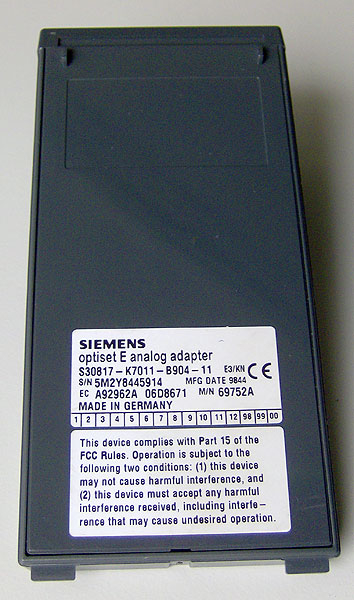 SIEMENS
optiset E analog adapter
S30817-K7011-B904-11 E3/KN CE
S/N 5M2Y8445914 MFG DATE 9844
EC A92962A 06D8671 M/N 69752A
MADE IN GERMANY
1 2 3 4 5 6 7 8 9 10 11 12 98 99 00
This device complies with Part 15 of the
FCC Rules. Operation is subject to the
following two conditions: (1) this device
may not cause harmful interference, and
(2) this device must accept any harmful
interference received, including interfe-
rence that may cause undesired operation.